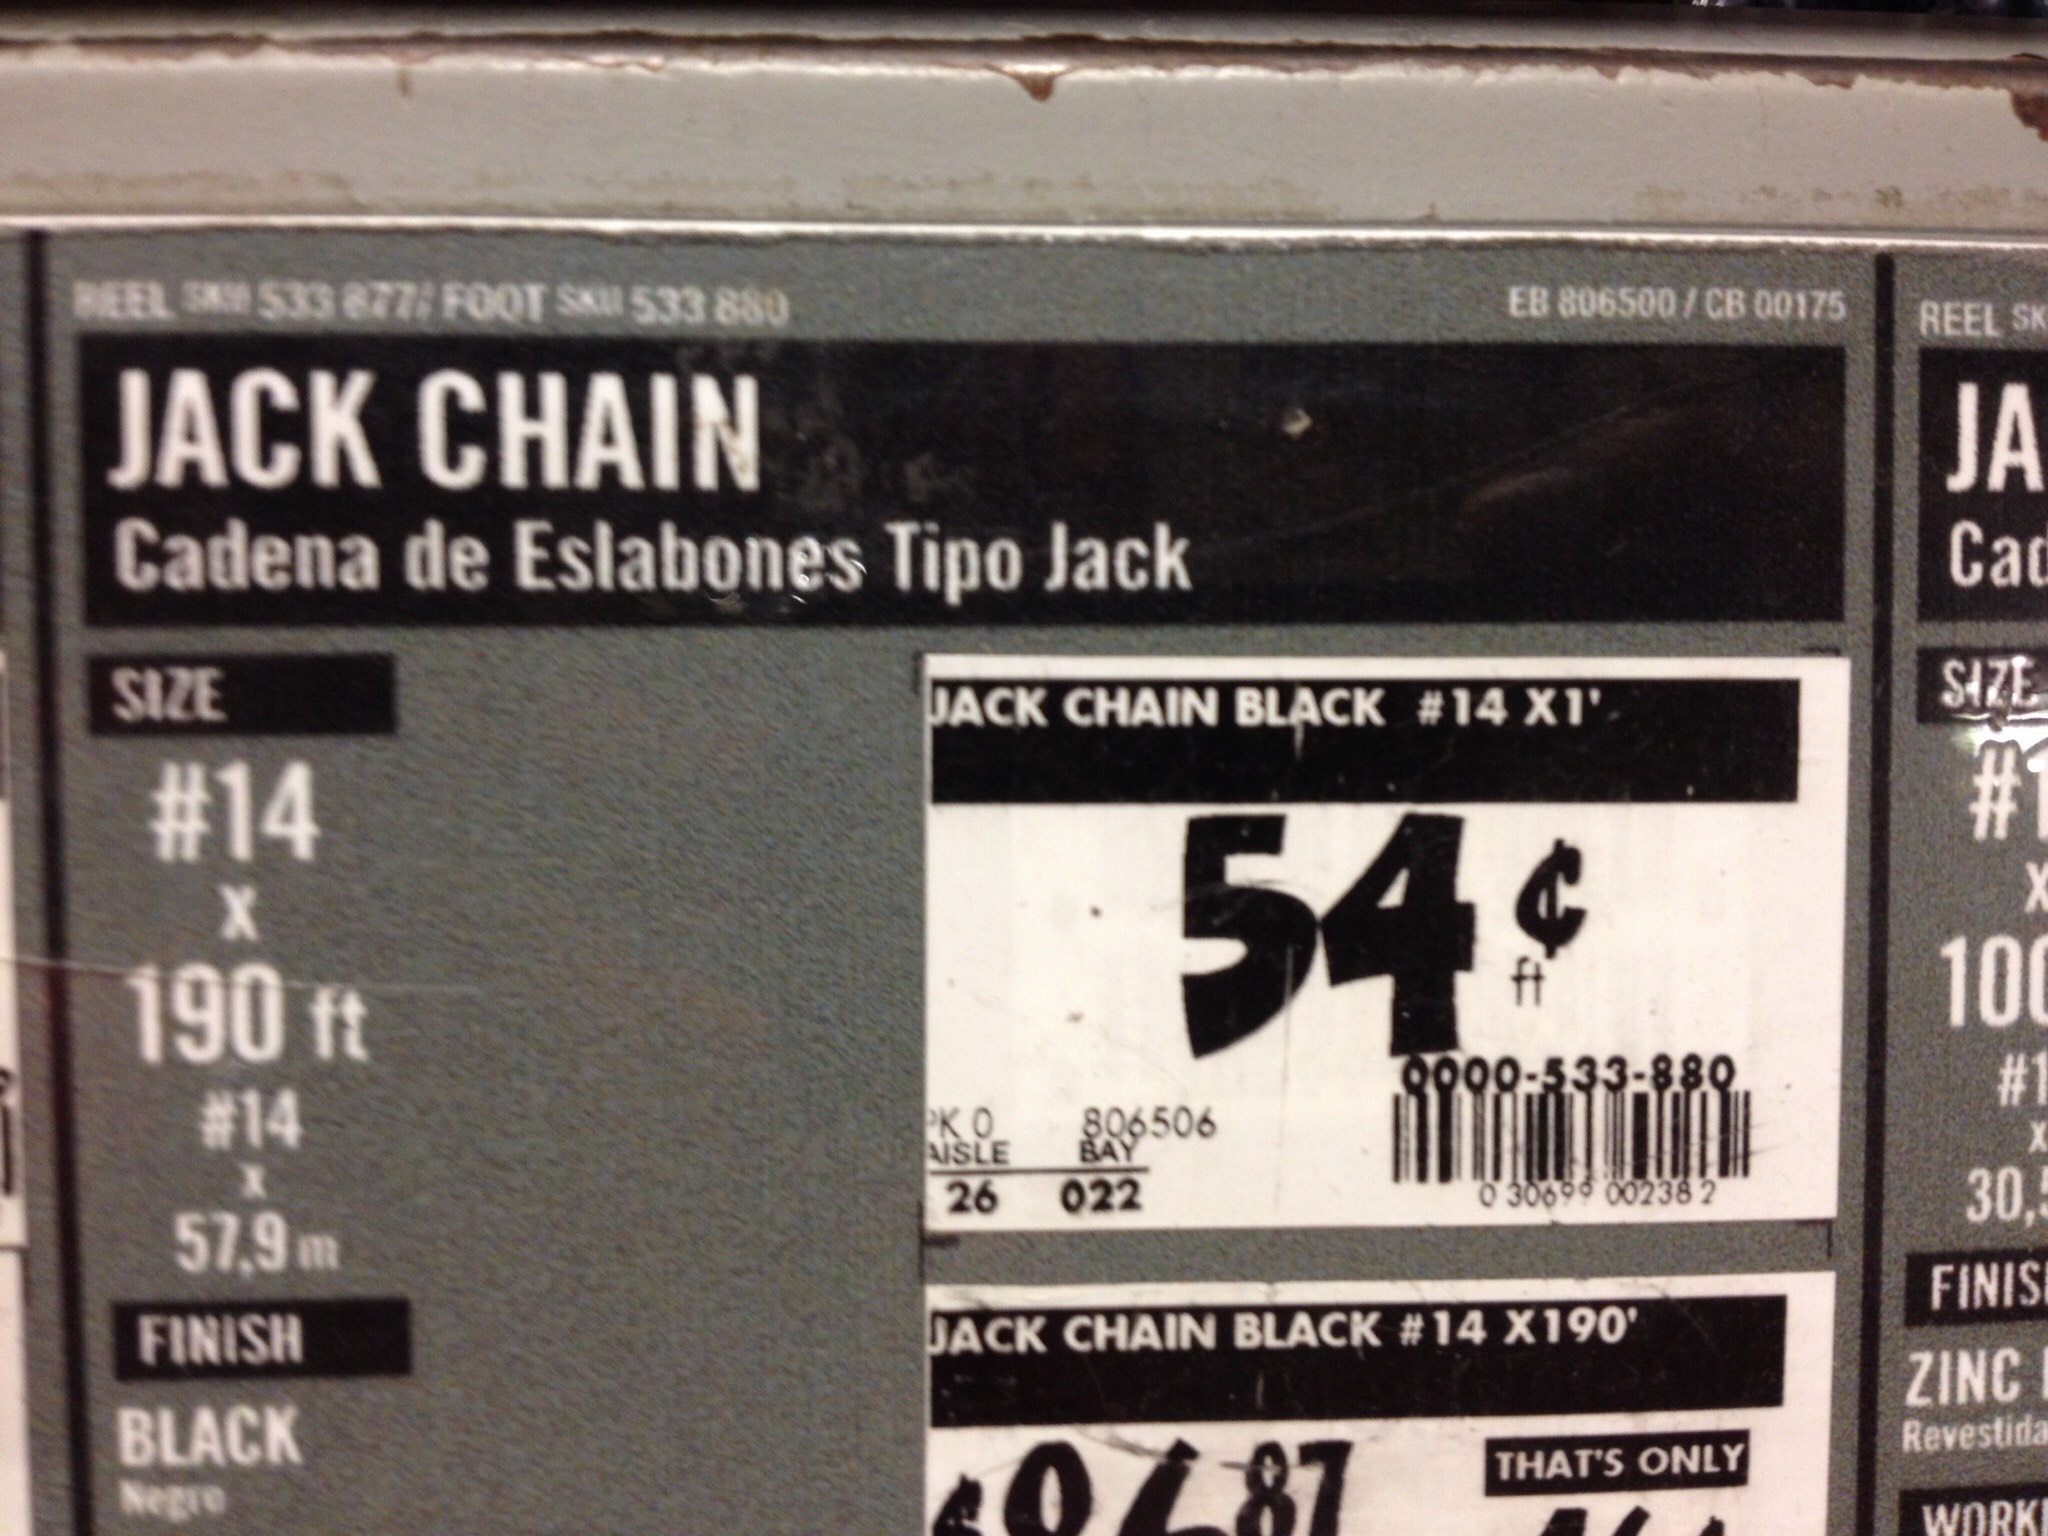 REEL SKU 533 877 / FOOT SKU 533 880
EB 806500 / CB 00175
JACK CHAIN
Cadena de Eslabones Tipo Jack
SIZE
#14
x
190 ft
#14
x
57,9 m
FINISH
BLACK
Negro
JACK CHAIN BLACK #14 X1'
54¢
ft
0000-533-880
PK 0 806506
AISLE BAY
26 022
0 30699 00238 2
JACK CHAIN BLACK #14 X190'
THAT'S ONLY
REEL SK
JA
Cad
SIZE
#1
x
100
#1
x
30,5
FINIS
ZINC
Revestida
WORK